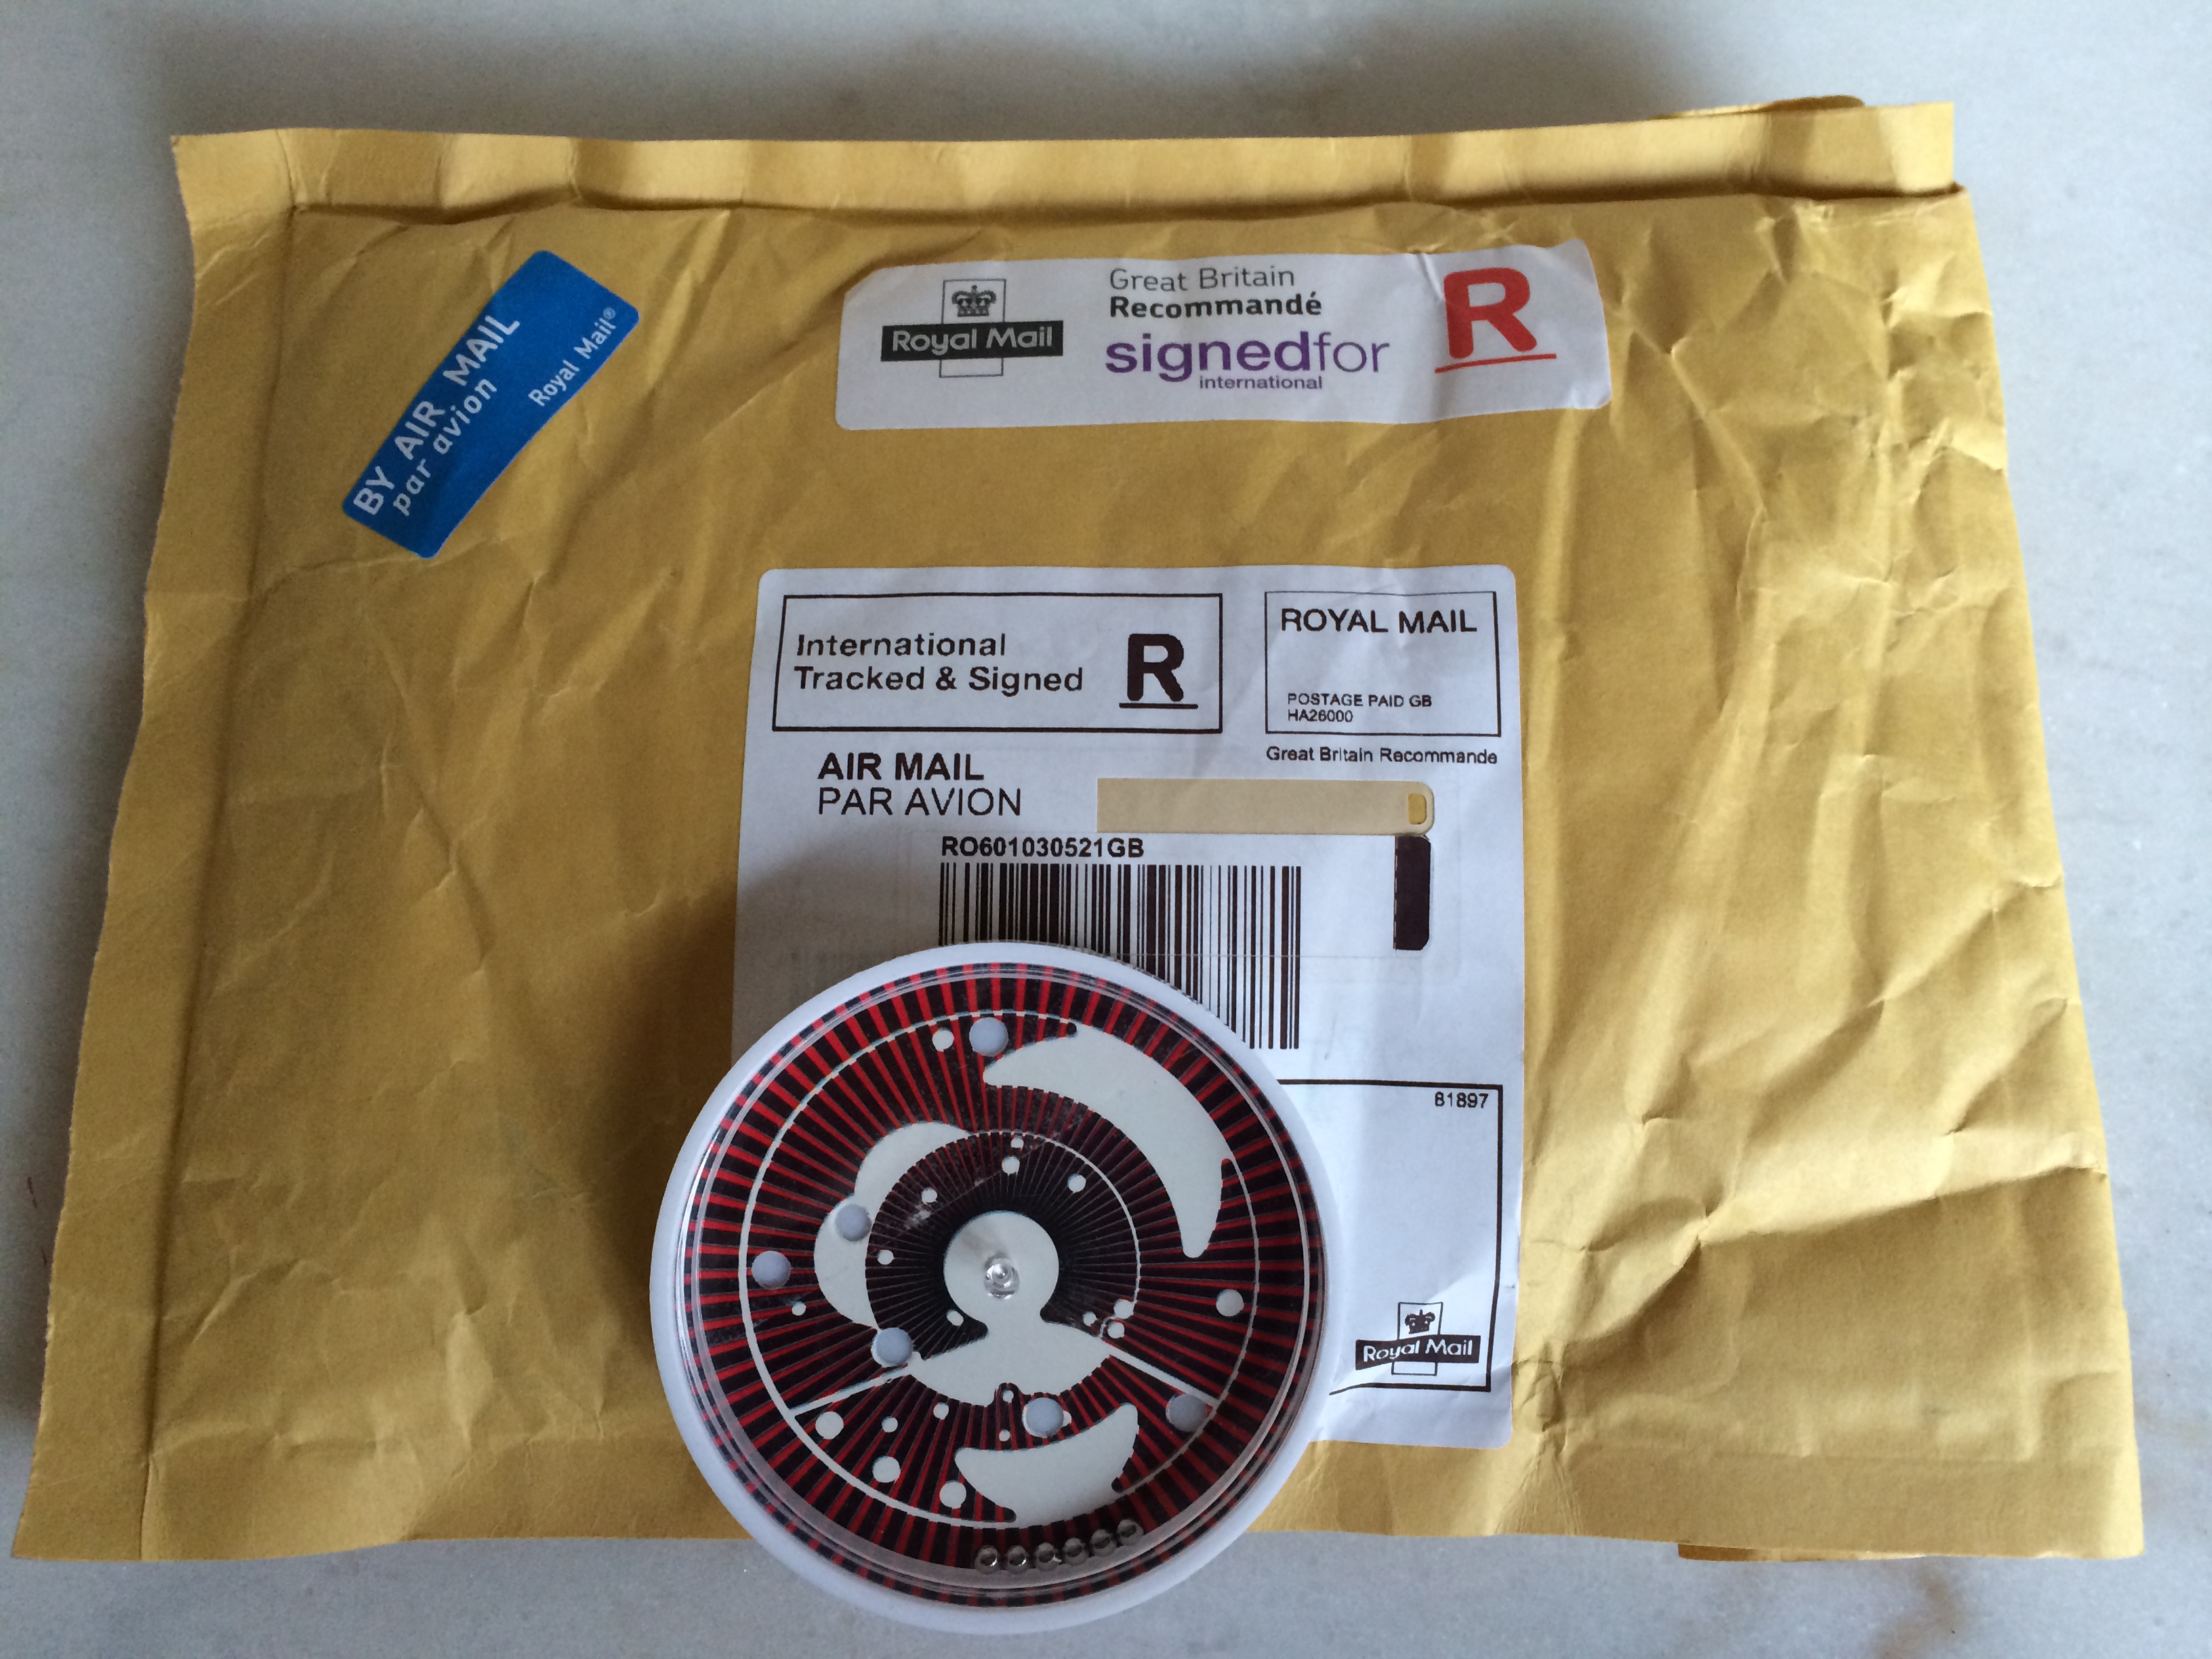 BY AIR MAIL
par avion
Royal Mail®
Royal Mail
Great Britain
Recommandé
signedfor
international
R
International
Tracked & Signed
R
ROYAL MAIL
POSTAGE PAID GB
HA26000
Great Britain Recommande
AIR MAIL
PAR AVION
RO601030521GB
81897
Royal Mail